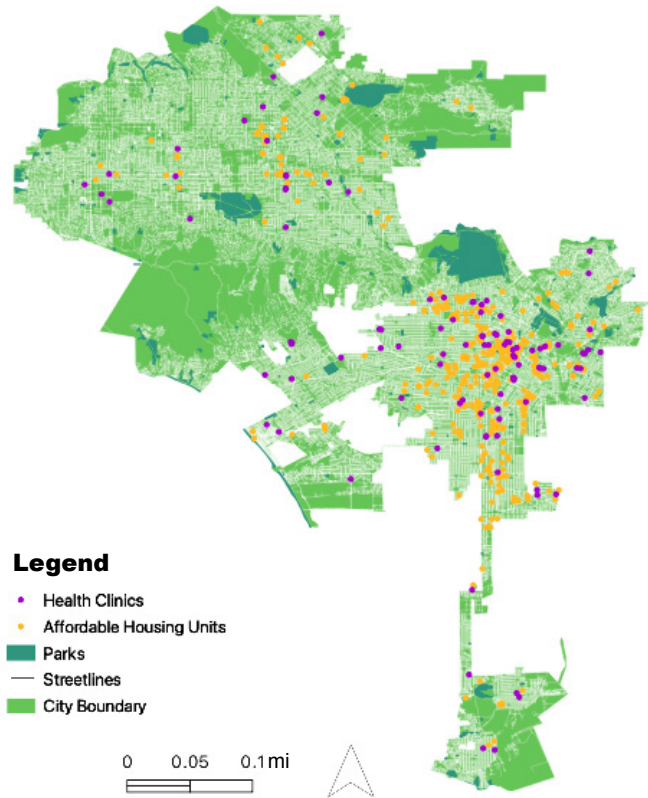 Legend
Health Clinics
Affordable Housing Units
Parks
Streetlines
City Boundary
0 0.05 0.1 mi